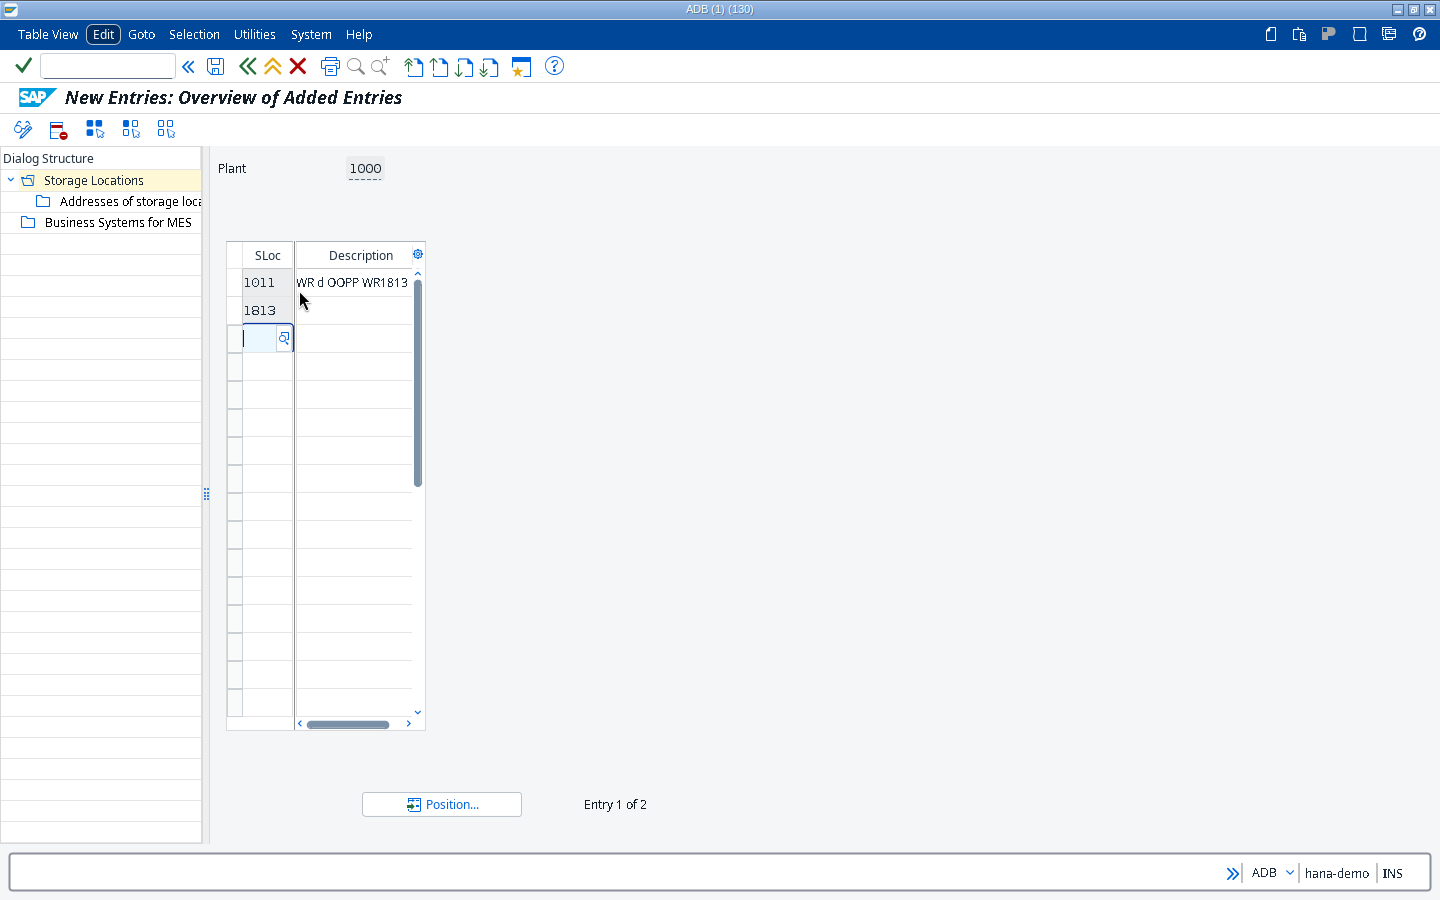 ADB (1) (130)
Table View Edit Goto Selection Utilities System Help
SAP New Entries: Overview of Added Entries
Dialog Structure
Storage Locations
Addresses of storage loca
Business Systems for MES
Plant 1000
SLoc Description
1011 WR d OOPP WR1813
1813
Position... Entry 1 of 2
ADB hana-demo INS